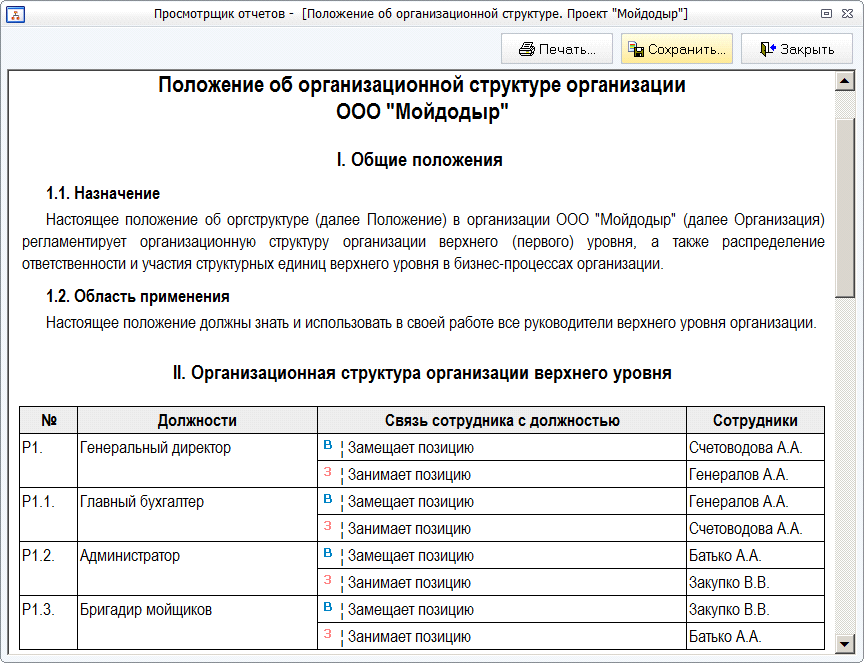 Просмотрщик отчетов - [Положение об организационной структуре. Проект "Мойдодыр"]
Печать... Сохранить... Закрыть
Положение об организационной структуре организации
ООО "Мойдодыр"
I. Общие положения
1.1. Назначение
Настоящее положение об оргструктуре (далее Положение) в организации ООО "Мойдодыр" (далее Организация)
регламентирует организационную структуру организации верхнего (первого) уровня, а также распределение
ответственности и участия структурных единиц верхнего уровня в бизнес-процессах организации.
1.2. Область применения
Настоящее положение должны знать и использовать в своей работе все руководители верхнего уровня организации.
II. Организационная структура организации верхнего уровня
№ Должности Связь сотрудника с должностью Сотрудники
Р1. Генеральный директор В Замещает позицию Счетоводова А.А.
З Занимает позицию Генералов А.А.
Р1.1. Главный бухгалтер В Замещает позицию Генералов А.А.
З Занимает позицию Счетоводова А.А.
Р1.2. Администратор В Замещает позицию Батько А.А.
З Занимает позицию Закупко В.В.
Р1.3. Бригадир мойщиков В Замещает позицию Закупко В.В.
З Занимает позицию Батько А.А.